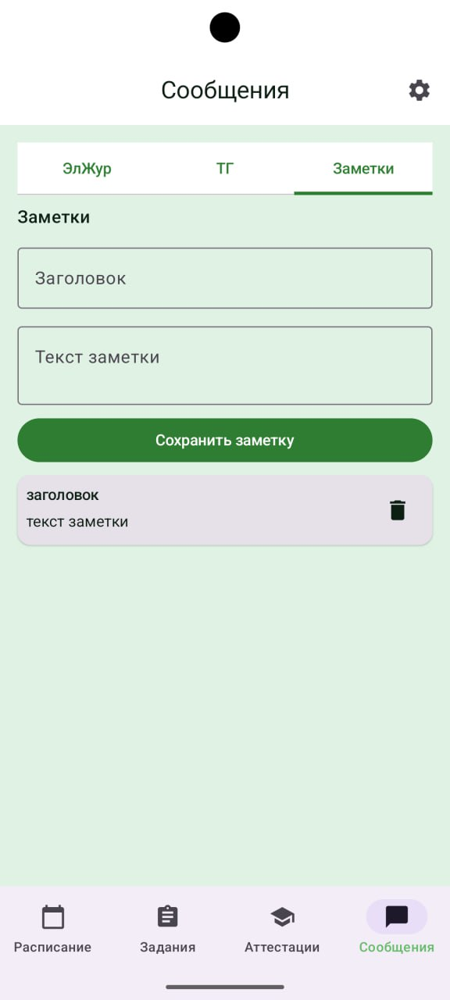 Сообщения
ЭлЖур ТГ Заметки
Заметки
Заголовок
Текст заметки
Сохранить заметку
заголовок
текст заметки
Расписание Задания Аттестации Сообщения